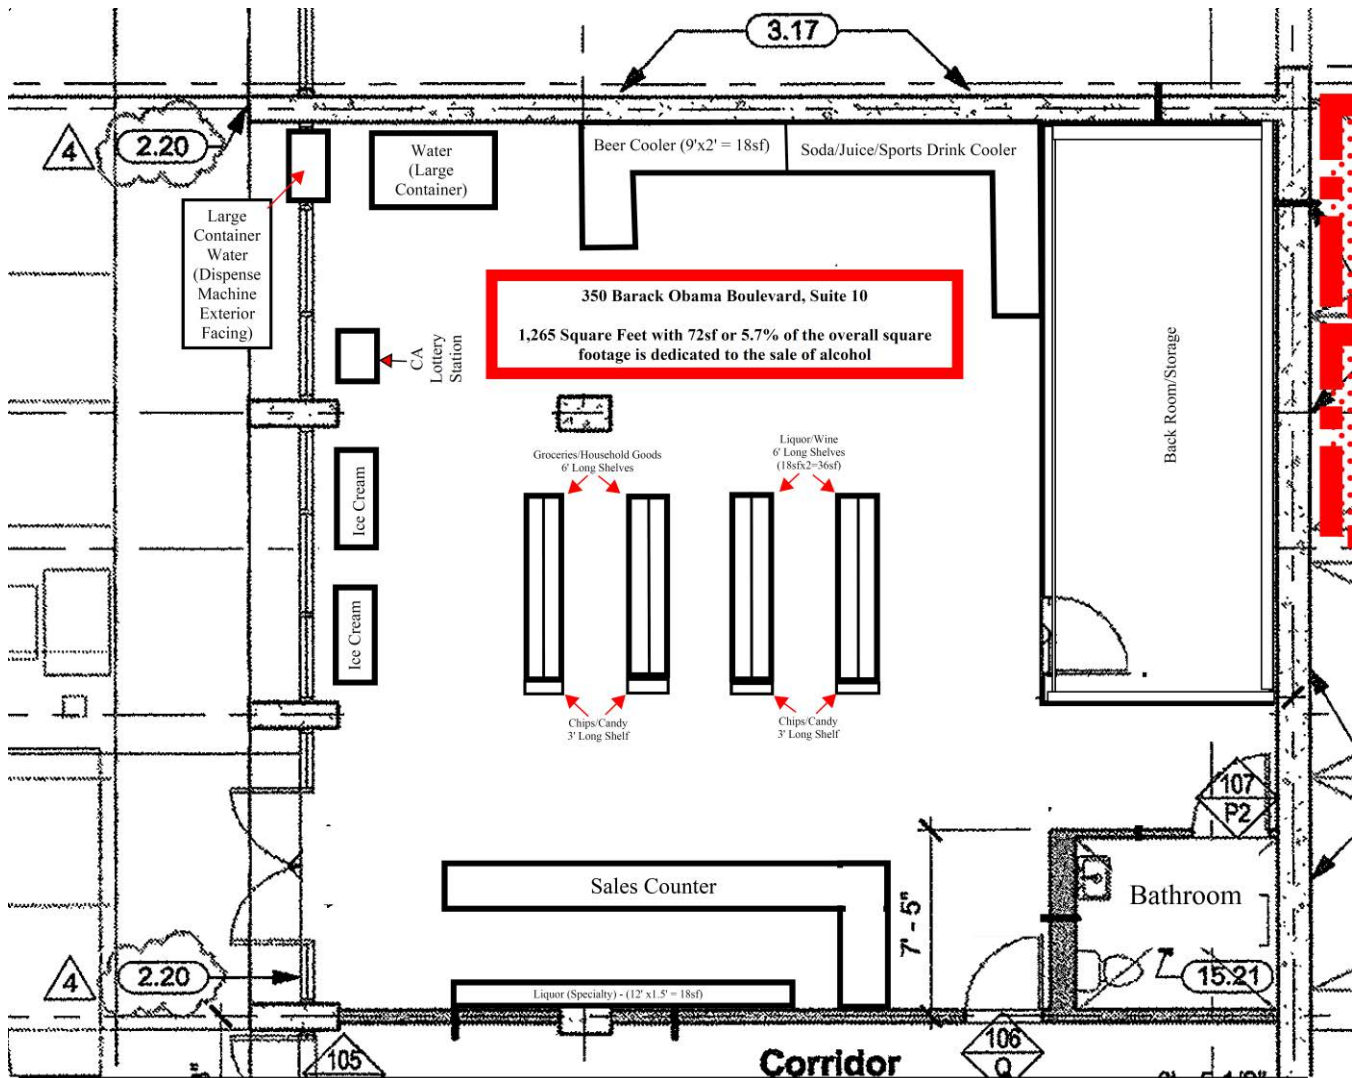 3.17
4
2.20
Water
(Large
Container)
Beer Cooler (9'x2' = 18sf)
Soda/Juice/Sports Drink Cooler
Large
Container
Water
(Dispense
Machine
Exterior
Facing)
350 Barack Obama Boulevard, Suite 10
1,265 Square Feet with 72sf or 5.7% of the overall square
footage is dedicated to the sale of alcohol
CA
Lottery
Station
Back Room/Storage
Groceries/Household Goods
6' Long Shelves
Liquor/Wine
6' Long Shelves
(18sfx2=36sf)
Ice Cream
Ice Cream
Chips/Candy
3' Long Shelf
Chips/Candy
3' Long Shelf
107
P2
Sales Counter
7' - 5"
Bathroom
4
2.20
15.21
Liquor (Specialty) - (12' x1.5' = 18sf)
105
Corridor
106
Q